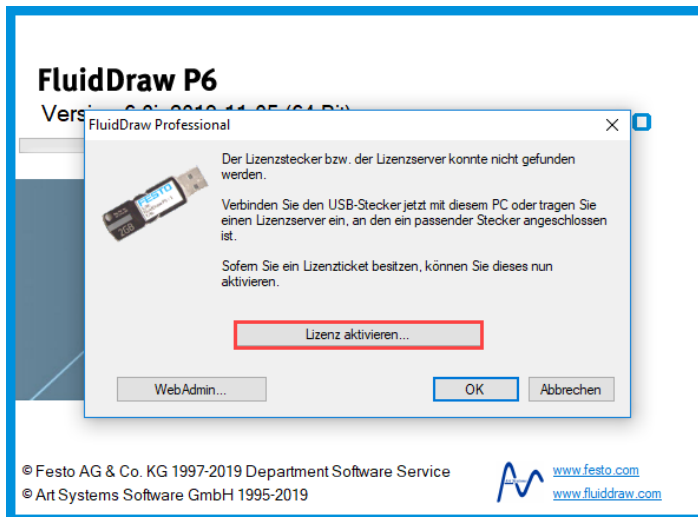 FluidDraw P6
Vers
FluidDraw Professional
Der Lizenzstecker bzw. der Lizenzserver konnte nicht gefunden
werden.
FESTO
2GB
Verbinden Sie den USB-Stecker jetzt mit diesem PC oder tragen Sie
einen Lizenzserver ein, an den ein passender Stecker angeschlossen
ist.
Sofern Sie ein Lizenzticket besitzen, können Sie dieses nun
aktivieren.
Lizenz aktivieren...
WebAdmin...
OK
Abbrechen
© Festo AG & Co. KG 1997-2019 Department Software Service
© Art Systems Software GmbH 1995-2019
www.festo.com
www.fluiddraw.com